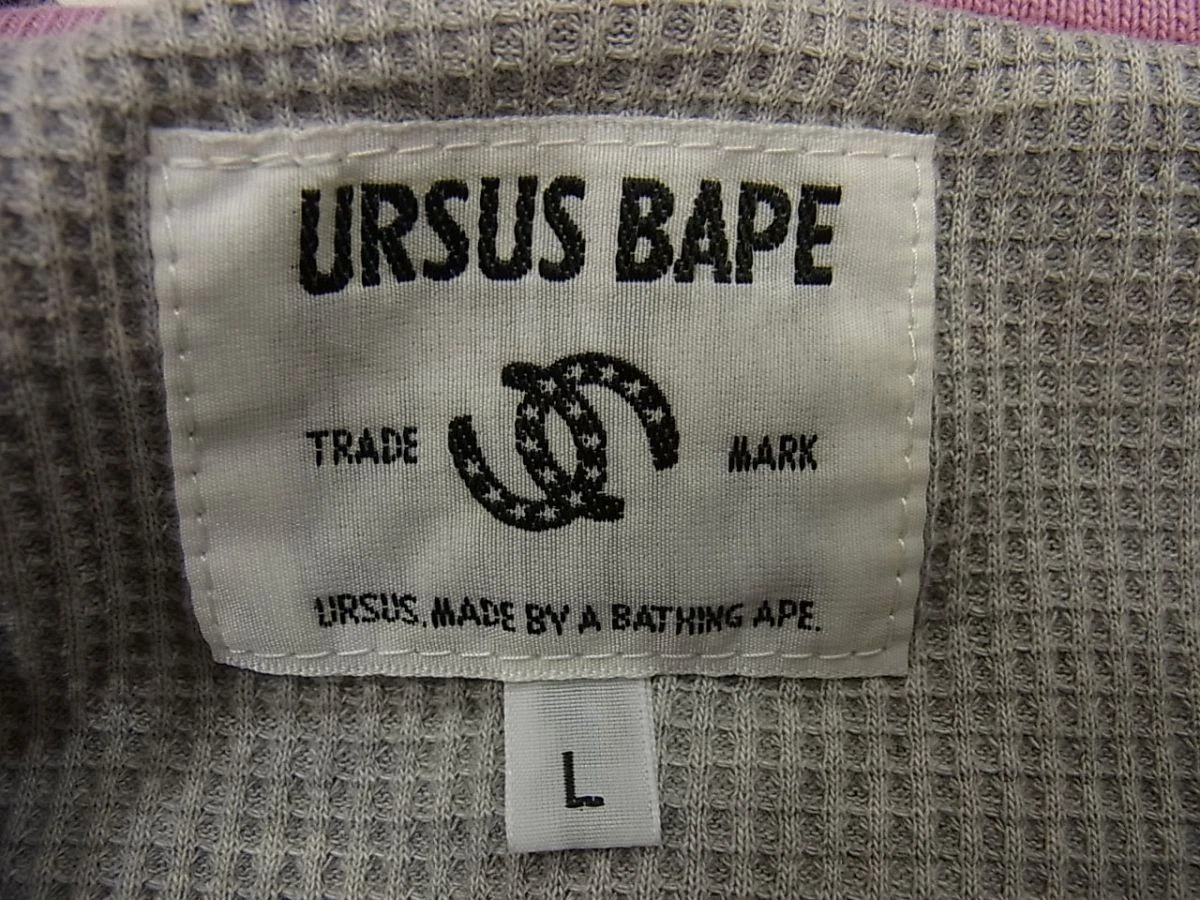 URSUS BAPE
TRADE MARK
URSUS, MADE BY A BATHING APE.
L